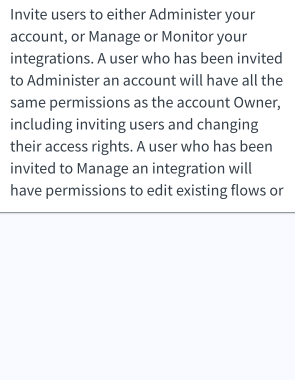 Invite users to either Administer your
account, or Manage or Monitor your
integrations. A user who has been invited
to Administer an account will have all the
same permissions as the account Owner,
including inviting users and changing
their access rights. A user who has been
invited to Manage an integration will
have permissions to edit existing flows or